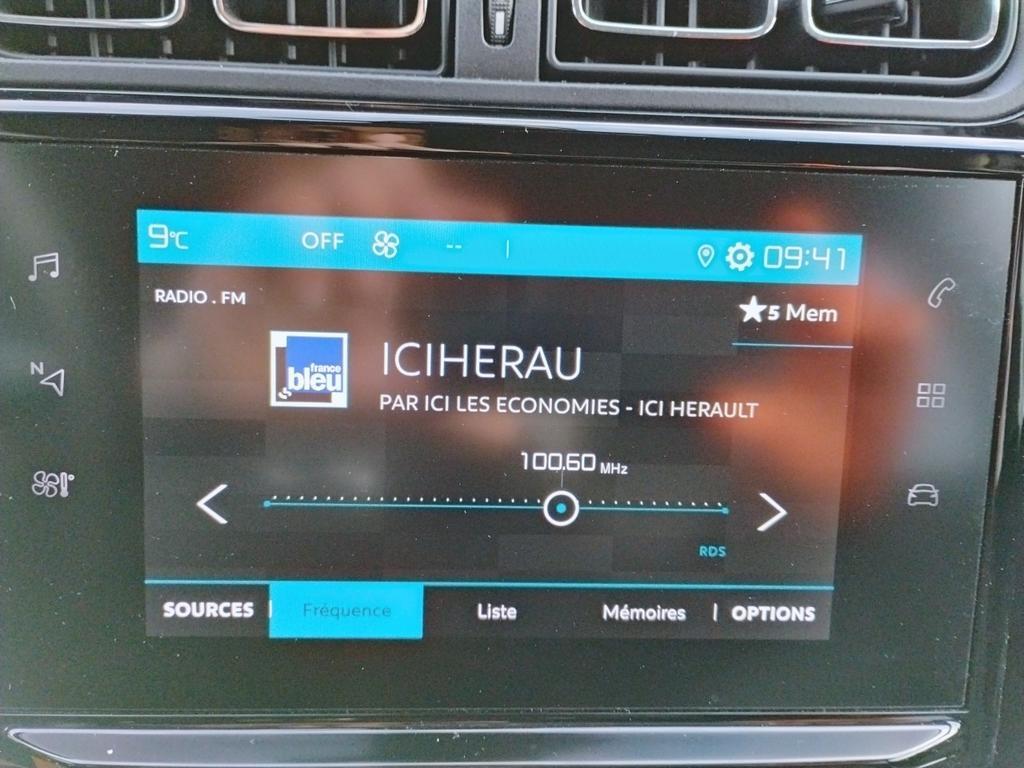 9°C OFF -- 09:41
RADIO . FM
5 Mem
france
bleu
ICIHERAU
PAR ICI LES ECONOMIES - ICI HERAULT
100.60 MHz
N
RDS
SOURCES Fréquence Liste Mémoires OPTIONS